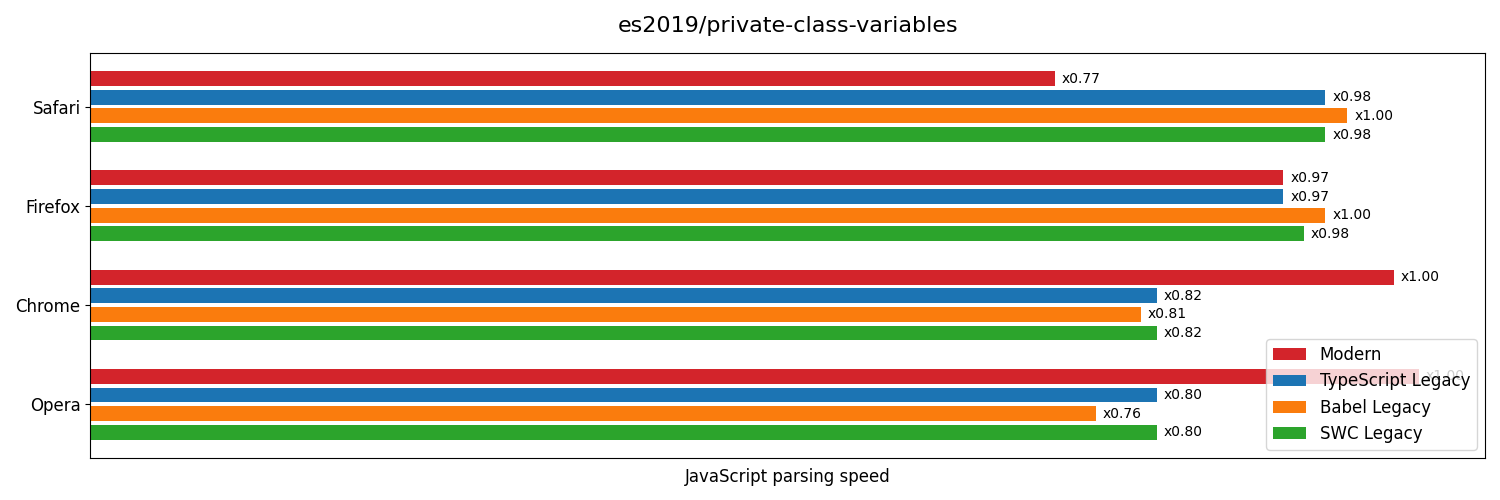 es2019/private-class-variables
Safari
x0.77
x0.98
x1.00
x0.98
Firefox
x0.97
x0.97
x1.00
x0.98
Chrome
x1.00
x0.82
x0.81
x0.82
Opera
x1.00
x0.80
x0.76
x0.80
Modern
TypeScript Legacy
Babel Legacy
SWC Legacy
JavaScript parsing speed